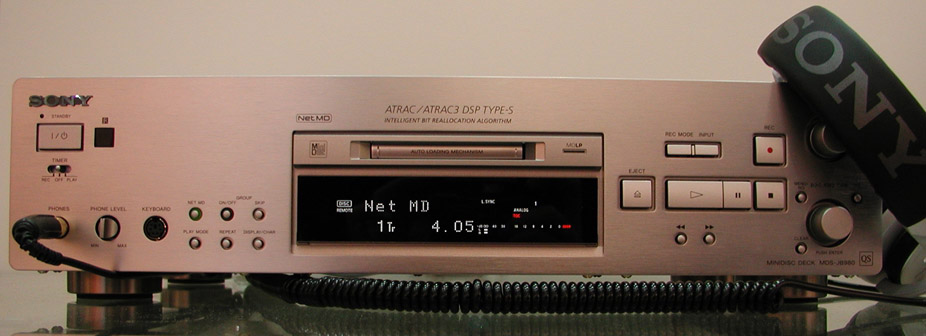 SONY
SONY
ATRAC/ATRAC3 DSP TYPE-S
INTELLIGENT BIT REALLOCATION ALGORITHM
Net MD
STANDBY
I/⏻
TIMER
REC OFF PLAY
AUTO LOADING MECHANISM
MDLP
REC MODE INPUT
REC
EJECT
PHONES
PHONE LEVEL
MIN MAX
KEYBOARD
NET MD
ON/OFF
GROUP
SKIP
PLAY MODE
REPEAT
DISPLAY/CHAR
DISC
REMOTE
Net MD
L.SYNC
1
ANALOG
1Tr 4.05
PUSH ENTER
MINIDISC DECK MDS-JB980
QS